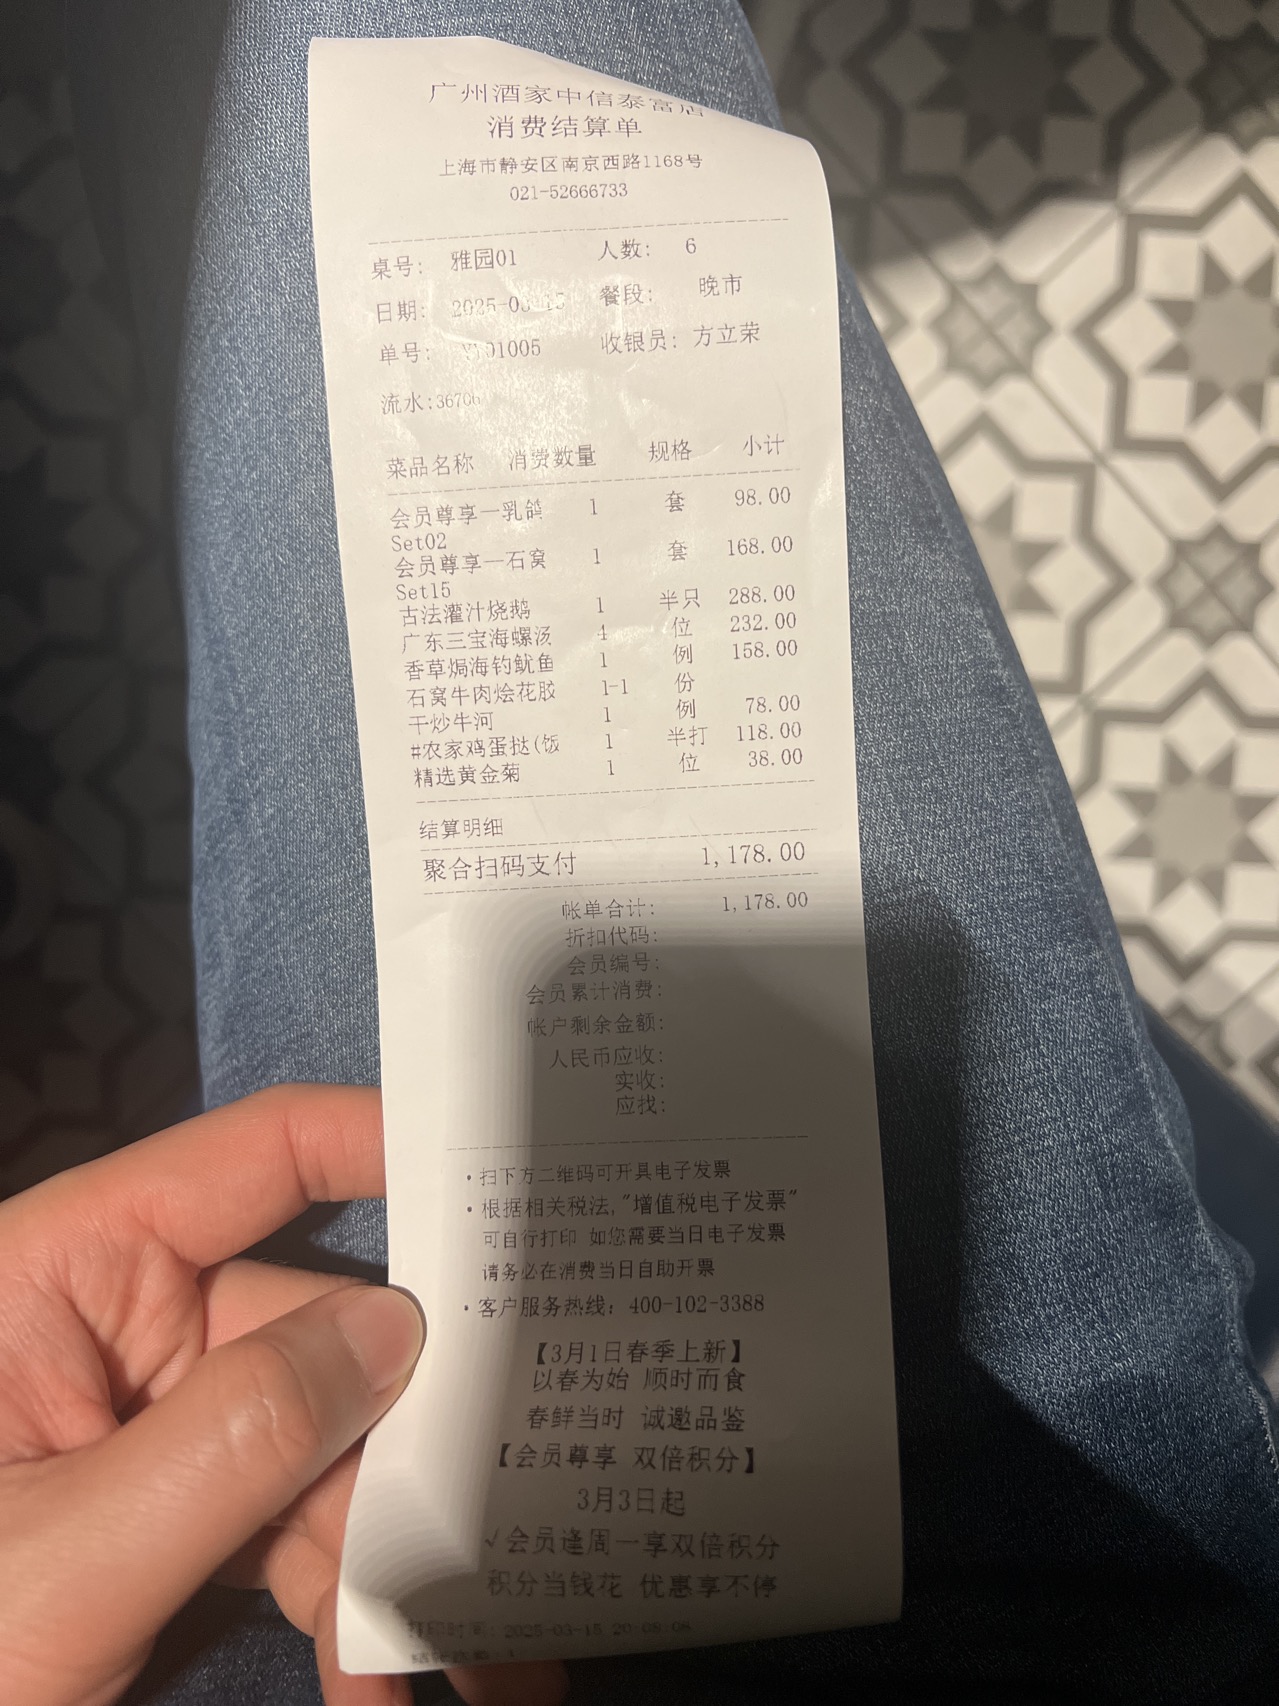 广州酒家中信泰富店
消费结算单
上海市静安区南京西路1168号
021-52666733
桌号: 雅园01 人数: 6
日期: 2025-03-15 餐段: 晚市
单号: YY01005 收银员: 方立荣
流水:36706
菜品名称 消费数量 规格 小计
会员尊享一乳鸽 1 套 98.00
Set02
会员尊享一石窝 1 套 168.00
Set15
古法灌汁烧鹅 1 半只 288.00
广东三宝海螺汤 4 位 232.00
香草焗海钓鱿鱼 1 例 158.00
石窝牛肉烩花胶 1-1 份
干炒牛河 1 例 78.00
#农家鸡蛋挞(饭 1 半打 118.00
精选黄金菊 1 位 38.00
结算明细
聚合扫码支付 1,178.00
帐单合计: 1,178.00
折扣代码:
会员编号:
会员累计消费:
帐户剩余金额:
人民币应收:
实收:
应找:
·扫下方二维码可开具电子发票
·根据相关税法,"增值税电子发票"
可自行打印 如您需要当日电子发票
请务必在消费当日自助开票
·客户服务热线: 400-102-3388
【3月1日春季上新】
以春为始 顺时而食
春鲜当时 诚邀品鉴
【会员尊享 双倍积分】
3月3日起
√会员逢周一享双倍积分
积分当钱花 优惠享不停
打印时间: 2025-03-15 20:08:08